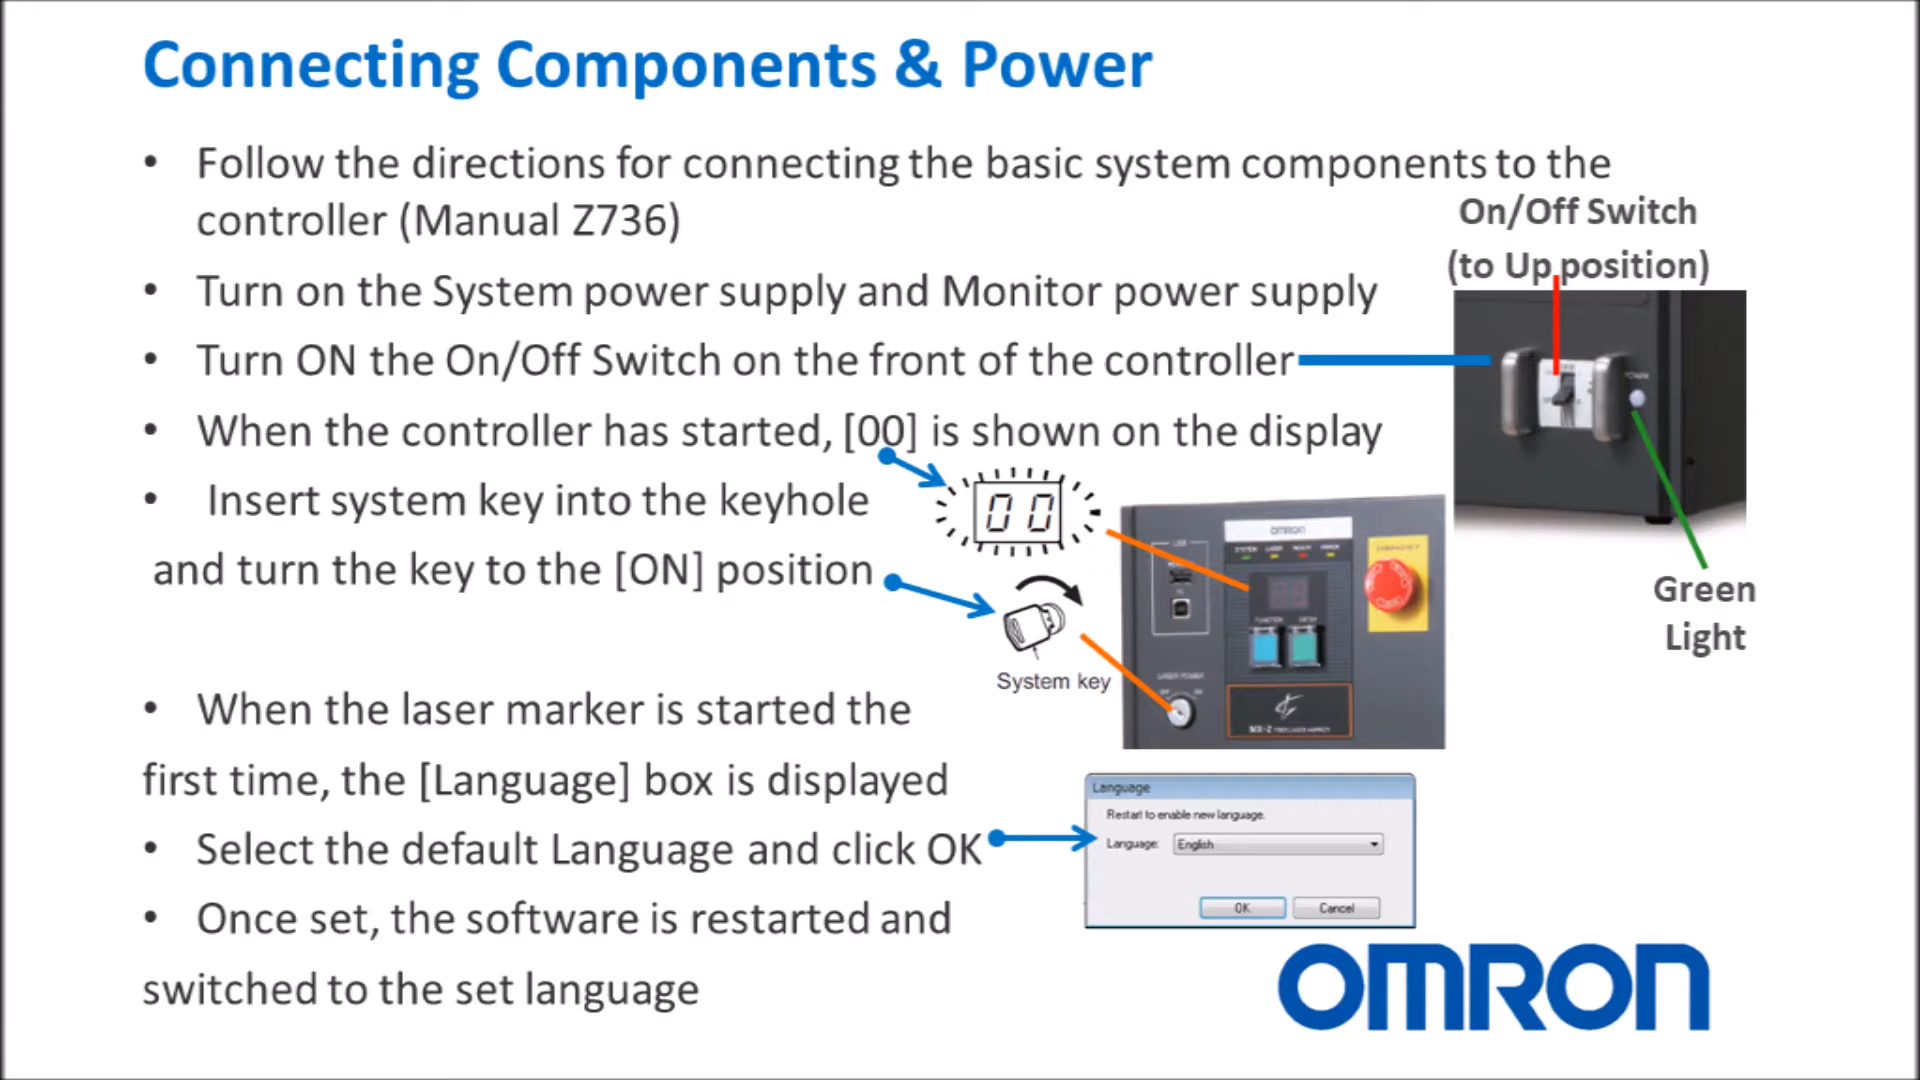 Connecting Components & Power
• Follow the directions for connecting the basic system components to the
controller (Manual Z736)
On/Off Switch
(to Up position)
• Turn on the System power supply and Monitor power supply
• Turn ON the On/Off Switch on the front of the controller
• When the controller has started, [00] is shown on the display
00
• Insert system key into the keyhole
and turn the key to the [ON] position
System key
Green
Light
OMRON
EMERGENCY
FUNCTION
LASER POWER
MX-Z
• When the laser marker is started the
first time, the [Language] box is displayed
• Select the default Language and click OK
• Once set, the software is restarted and
switched to the set language
Language
Restart to enable new language.
Language: English
OK Cancel
OMRON